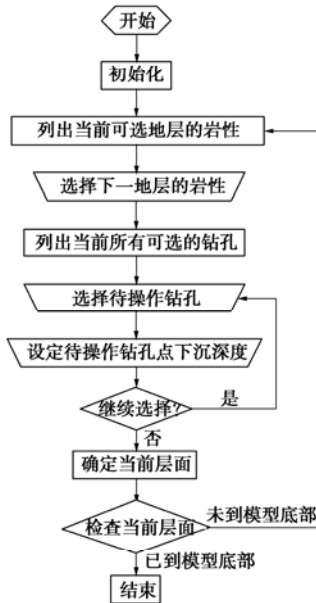 开始
初始化
列出当前可选地层的岩性
选择下一地层的岩性
列出当前所有可选的钻孔
选择待操作钻孔
设定待操作钻孔点下沉深度
继续选择?
是
否
确定当前层面
检查当前层面
未到模型底部
已到模型底部
结束